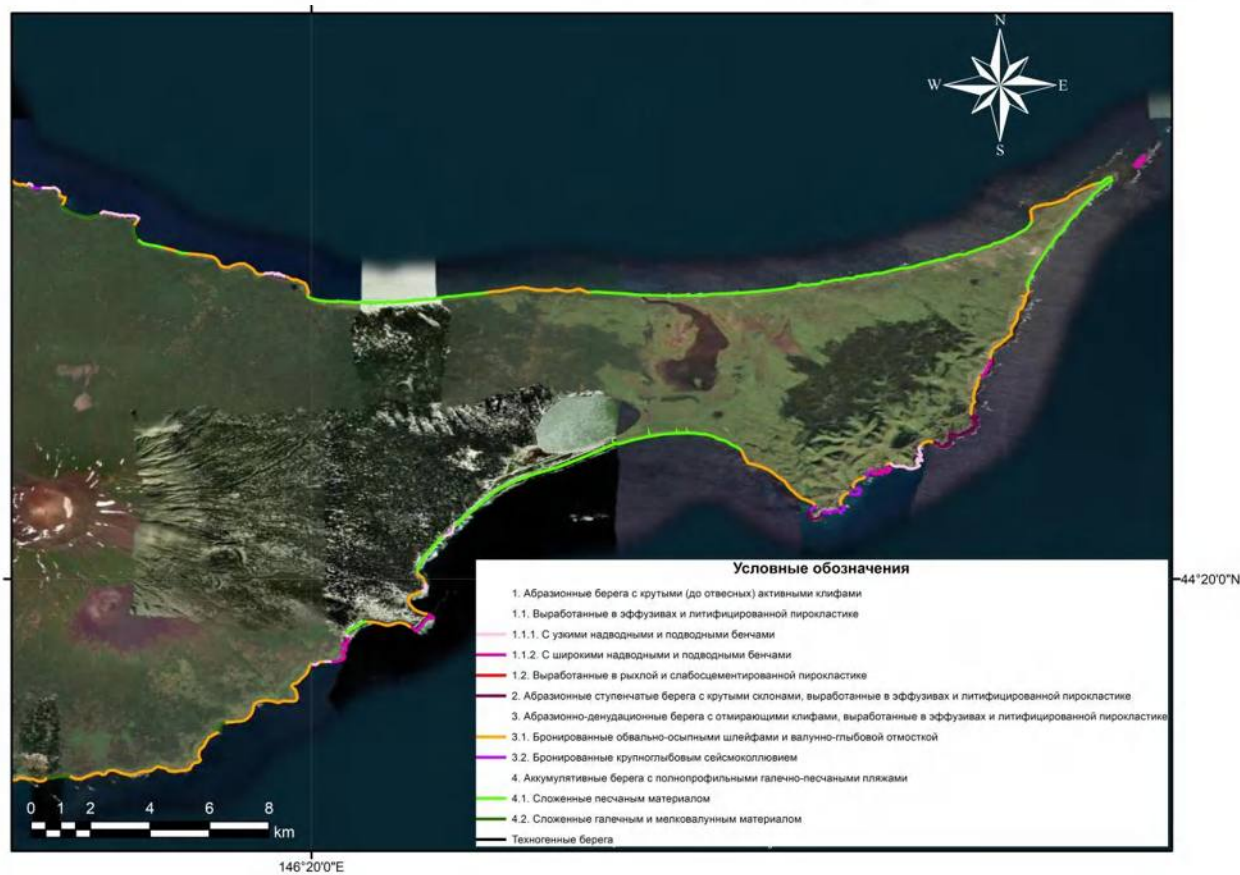 N
W E
S
44°20'0"N
Условные обозначения
1. Абразионные берега с крутыми (до отвесных) активными клифами
1.1. Выработанные в эффузивах и литифицированной пирокластике
1.1.1. С узкими надводными и подводными бенчами
1.1.2. С широкими надводными и подводными бенчами
1.2. Выработанные в рыхлой и слабосцементированной пирокластике
2. Абразионные ступенчатые берега с крутыми склонами, выработанные в эффузивах и литифицированной пирокластике
3. Абразионно-денудационные берега с отмирающими клифами, выработанные в эффузивах и литифицированной пирокластике
3.1. Бронированные обвально-осыпными шлейфами и валунно-глыбовой отмосткой
3.2. Бронированные крупноглыбовым сейсмоколлювием
4. Аккумулятивные берега с полнопрофильными галечно-песчаными пляжами
4.1. Сложенные песчаным материалом
4.2. Сложенные галечным и мелковалунным материалом
Техногенные берега
0 1 2 4 6 8
km
146°20'0"E